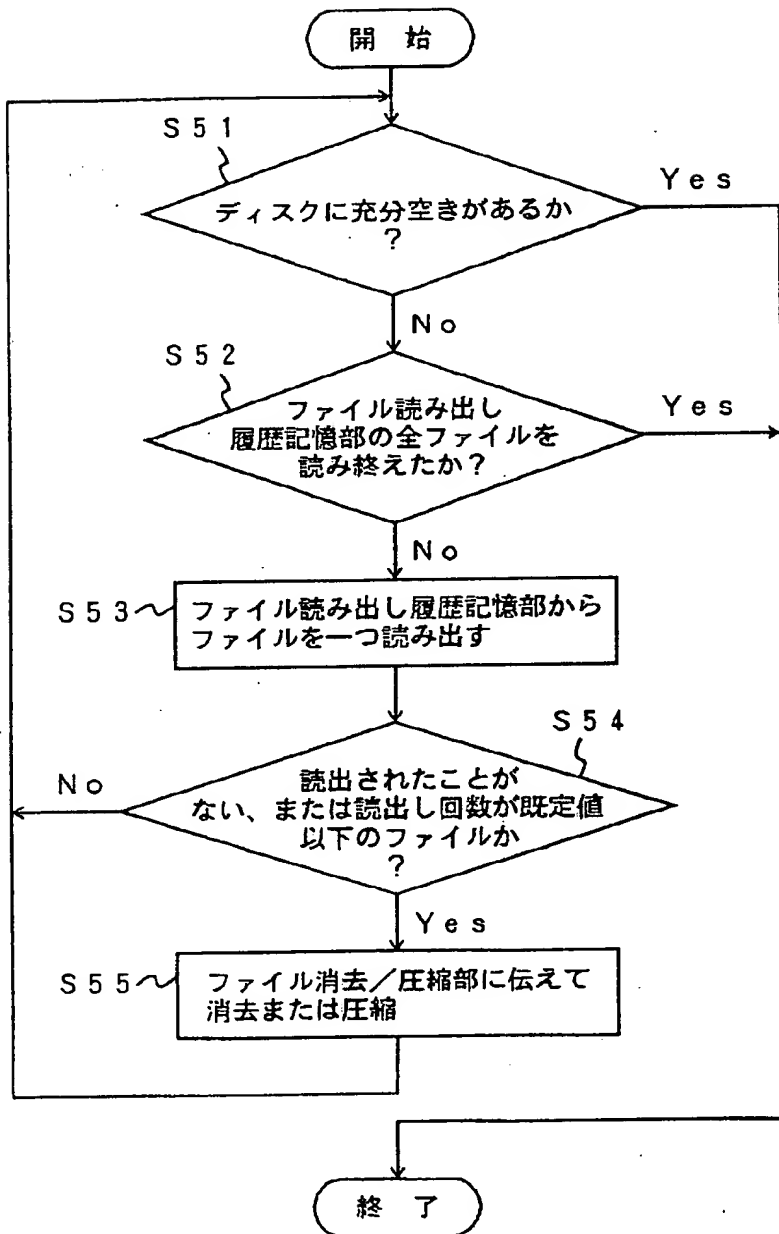 開 始
S51
Yes
ディスクに充分空きがあるか
?
No
S52
Yes
ファイル読み出し
履歴記憶部の全ファイルを
読み終えたか?
No
S53
ファイル読み出し履歴記憶部から
ファイルを一つ読み出す
S54
No
読出されたことが
ない、または読出し回数が既定値
以下のファイルか
?
Yes
S55
ファイル消去/圧縮部に伝えて
消去または圧縮
終 了